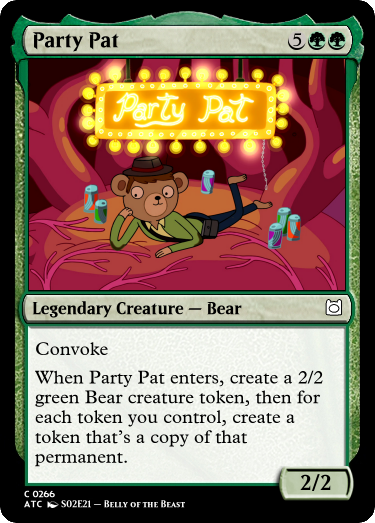 Party Pat 5
Party Pat
Legendary Creature — Bear
Convoke
When Party Pat enters, create a 2/2
green Bear creature token, then for
each token you control, create a
token that's a copy of that
permanent.
2/2
C 0266
ATC S02E21 – Belly of the Beast